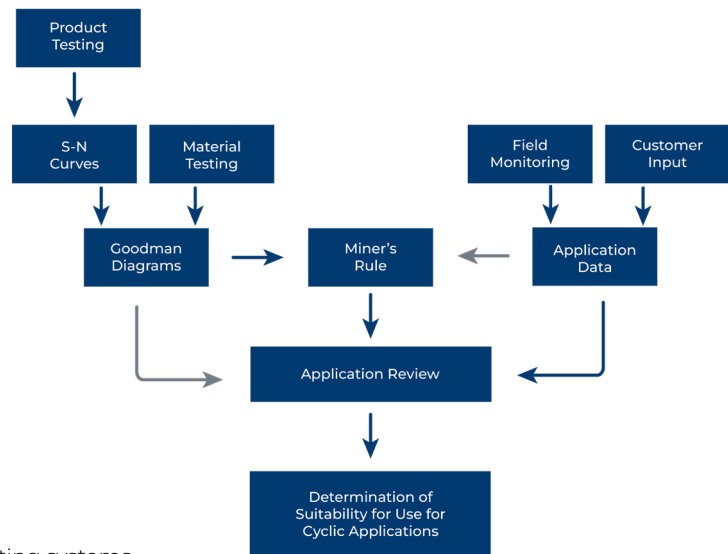 Product
Testing
S-N
Curves
Material
Testing
Field
Monitoring
Customer
Input
Goodman
Diagrams
Miner's
Rule
Application
Data
Application Review
Determination of
Suitability for Use for
Cyclic Applications
systems